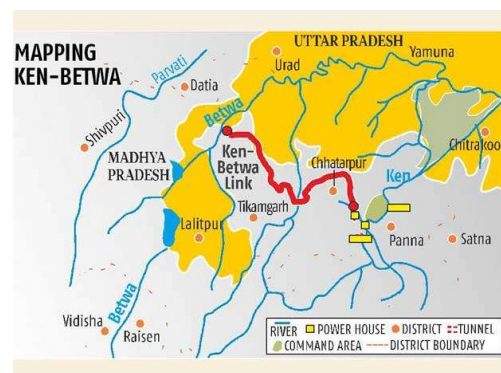 MAPPING
KEN-BETWA
UTTAR PRADESH
Urad
Yamuna
Parvati
Datia
Betwa
Shivpuri
Chitrakoo
MADHYA
PRADESH
Ken-
Betwa
Link
Chhatarpur
Ken
Tikamgarh
Lalitpur
Panna
Satna
Betwa
Vidisha
Raisen
RIVER POWER HOUSE DISTRICT TUNNEL
COMMAND AREA DISTRICT BOUNDARY